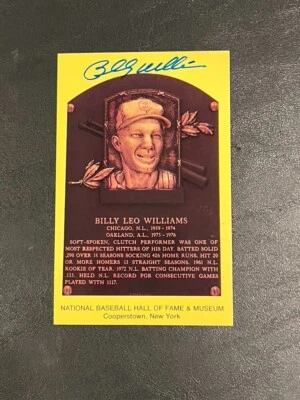 Billy Williams
BILLY LEO WILLIAMS
CHICAGO, N.L., 1959 - 1974
OAKLAND, A.L., 1975 - 1976
SOFT-SPOKEN, CLUTCH PERFORMER WAS ONE OF
MOST RESPECTED HITTERS OF HIS DAY. BATTED SOLID
.290 OVER 18 SEASONS SOCKING 426 HOME RUNS. HIT 20
OR MORE HOMERS 13 STRAIGHT SEASONS. 1961 N.L.
ROOKIE OF YEAR. 1972 N.L. BATTING CHAMPION WITH
.333. HELD N.L. RECORD FOR CONSECUTIVE GAMES
PLAYED WITH 1117.
NATIONAL BASEBALL HALL OF FAME & MUSEUM
Cooperstown, New York